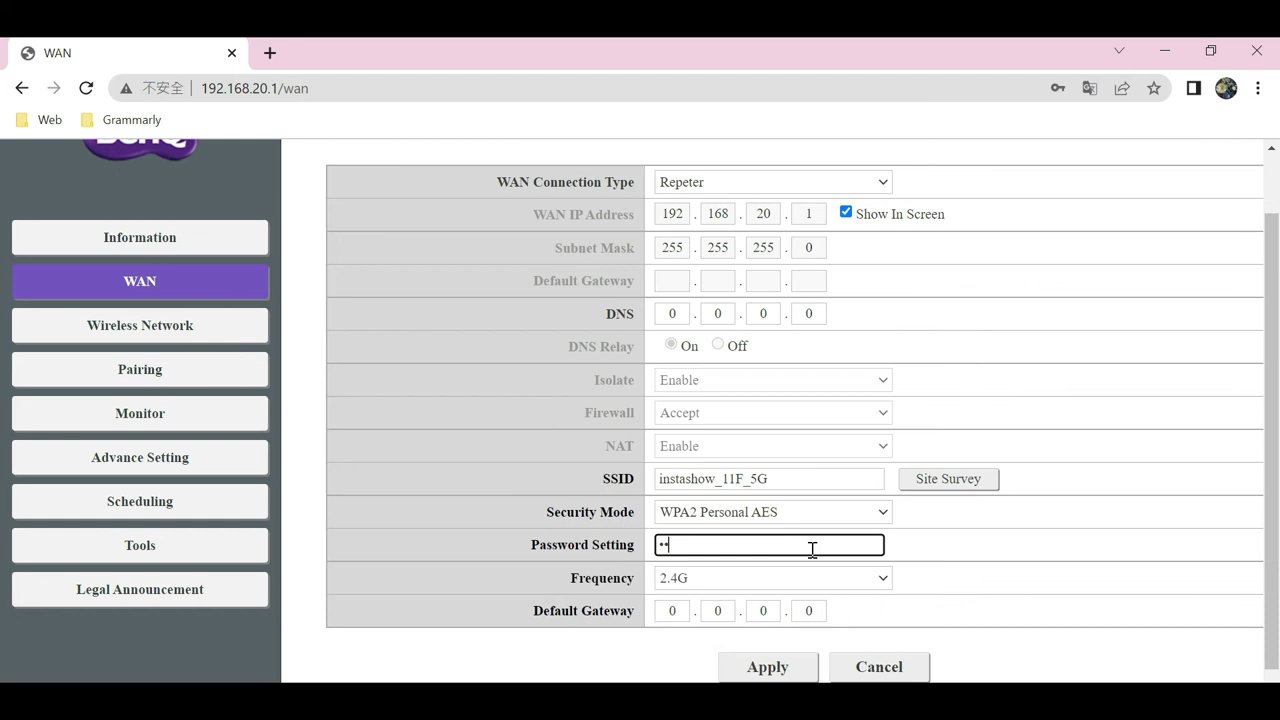 WAN
不安全 192.168.20.1/wan
Web Grammarly
BenQ
Information
WAN
Wireless Network
Pairing
Monitor
Advance Setting
Scheduling
Tools
Legal Announcement
WAN Connection Type Repeter
WAN IP Address 192 . 168 . 20 . 1 Show In Screen
Subnet Mask 255 . 255 . 255 . 0
Default Gateway . . .
DNS 0 . 0 . 0 . 0
DNS Relay On Off
Isolate Enable
Firewall Accept
NAT Enable
SSID instashow_11F_5G Site Survey
Security Mode WPA2 Personal AES
Password Setting ••
Frequency 2.4G
Default Gateway 0 . 0 . 0 . 0
Apply Cancel